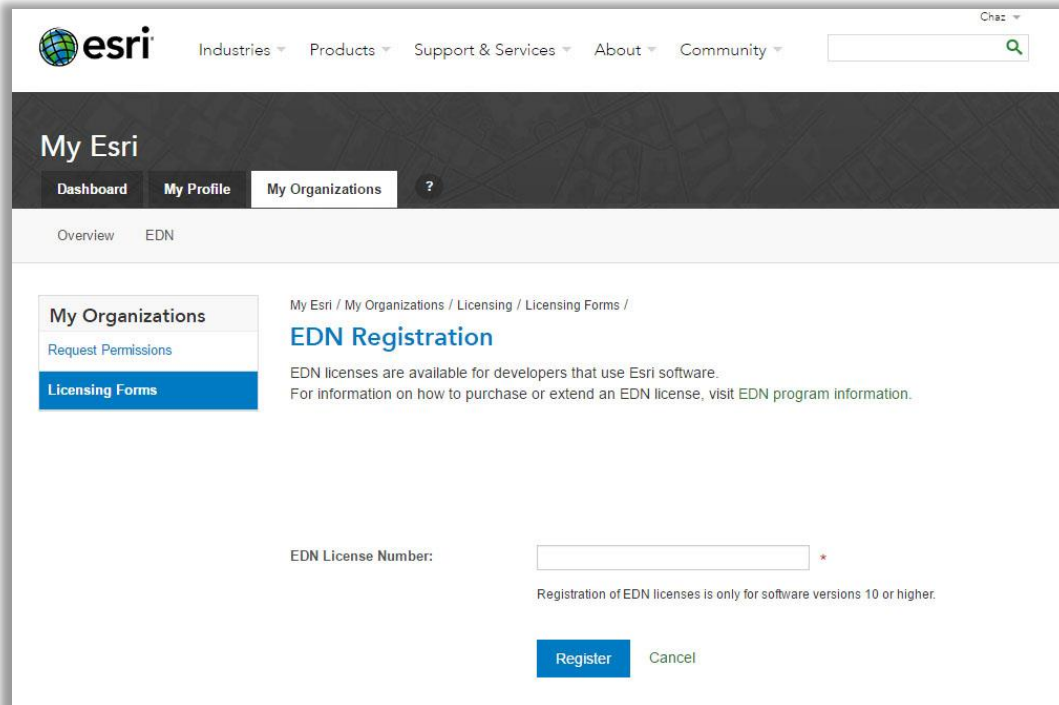 Chaz
esri
Industries Products Support & Services About Community
My Esri
Dashboard My Profile My Organizations ?
Overview EDN
My Organizations
Request Permissions
Licensing Forms
My Esri / My Organizations / Licensing / Licensing Forms /
EDN Registration
EDN licenses are available for developers that use Esri software.
For information on how to purchase or extend an EDN license, visit EDN program information.
EDN License Number: *
Registration of EDN licenses is only for software versions 10 or higher.
Register Cancel